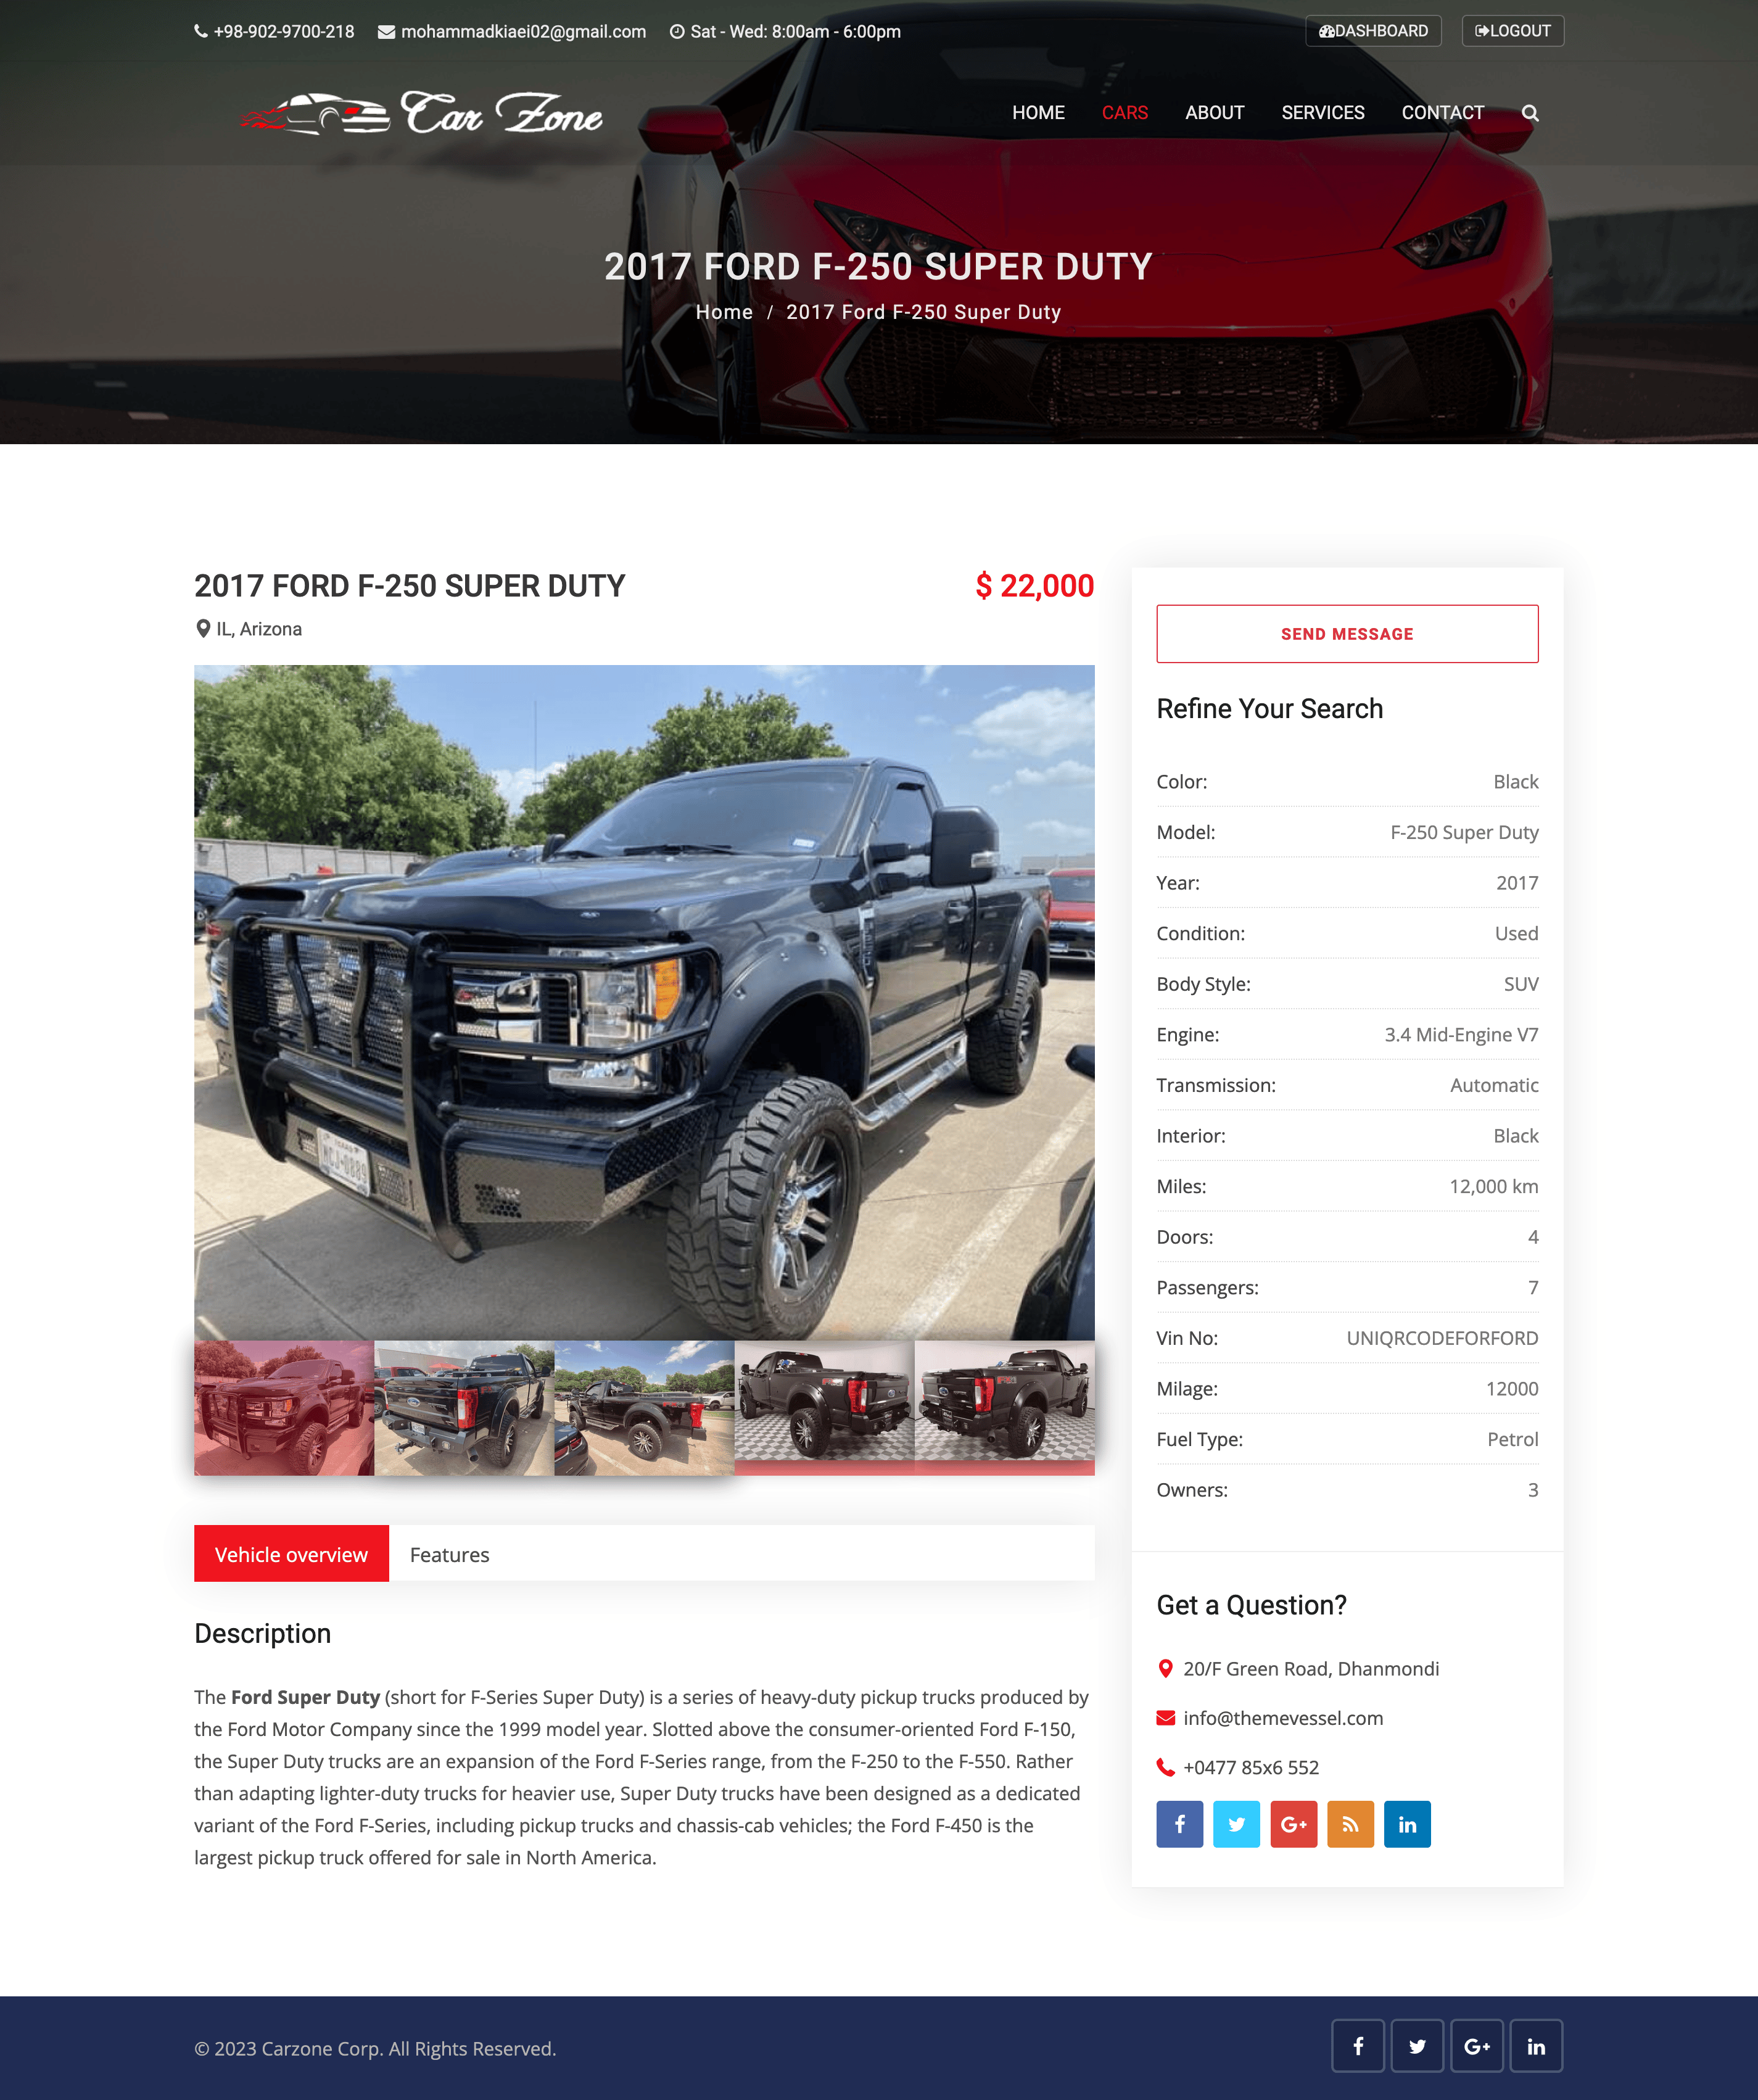 +98-902-9700-218 mohammadkiaei02@gmail.com Sat - Wed: 8:00am - 6:00pm DASHBOARD LOGOUT
Car Zone HOME CARS ABOUT SERVICES CONTACT
2017 FORD F-250 SUPER DUTY
Home / 2017 Ford F-250 Super Duty
2017 FORD F-250 SUPER DUTY $ 22,000
IL, Arizona
Vehicle overview Features
Description
The Ford Super Duty (short for F-Series Super Duty) is a series of heavy-duty pickup trucks produced by
the Ford Motor Company since the 1999 model year. Slotted above the consumer-oriented Ford F-150,
the Super Duty trucks are an expansion of the Ford F-Series range, from the F-250 to the F-550. Rather
than adapting lighter-duty trucks for heavier use, Super Duty trucks have been designed as a dedicated
variant of the Ford F-Series, including pickup trucks and chassis-cab vehicles; the Ford F-450 is the
largest pickup truck offered for sale in North America.
SEND MESSAGE
Refine Your Search
Color: Black
Model: F-250 Super Duty
Year: 2017
Condition: Used
Body Style: SUV
Engine: 3.4 Mid-Engine V7
Transmission: Automatic
Interior: Black
Miles: 12,000 km
Doors: 4
Passengers: 7
Vin No: UNIQRCODEFORFORD
Milage: 12000
Fuel Type: Petrol
Owners: 3
Get a Question?
20/F Green Road, Dhanmondi
info@themevessel.com
+0477 85x6 552
© 2023 Carzone Corp. All Rights Reserved.